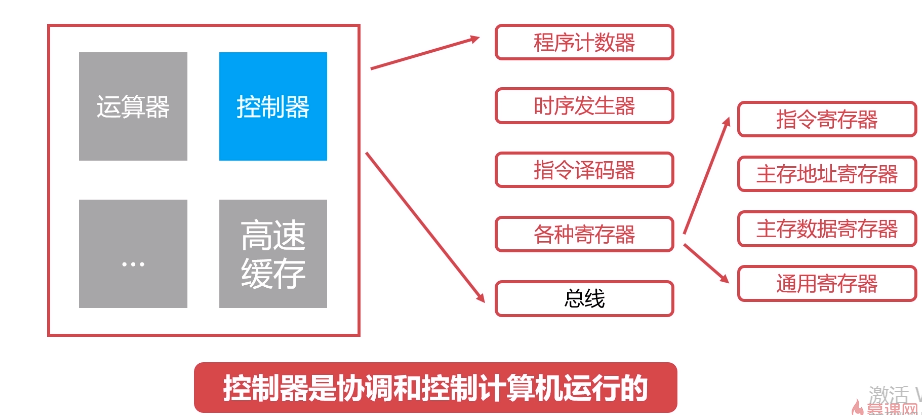 运算器
控制器
...
高速
缓存
程序计数器
时序发生器
指令译码器
各种寄存器
总线
指令寄存器
主存地址寄存器
主存数据寄存器
通用寄存器
控制器是协调和控制计算机运行的
激活
慕课网